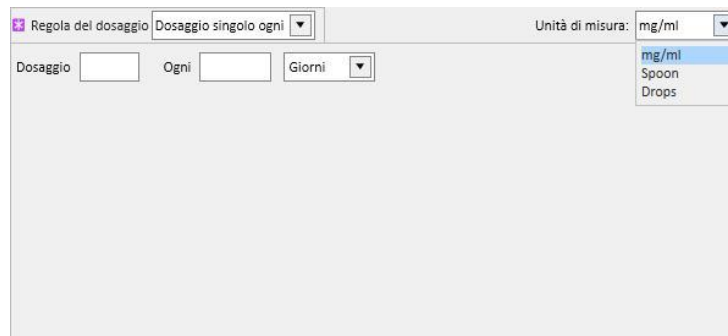 Regola del dosaggio Dosaggio singolo ogni Unità di misura: mg/ml
mg/ml
Spoon
Drops
Dosaggio Ogni Giorni